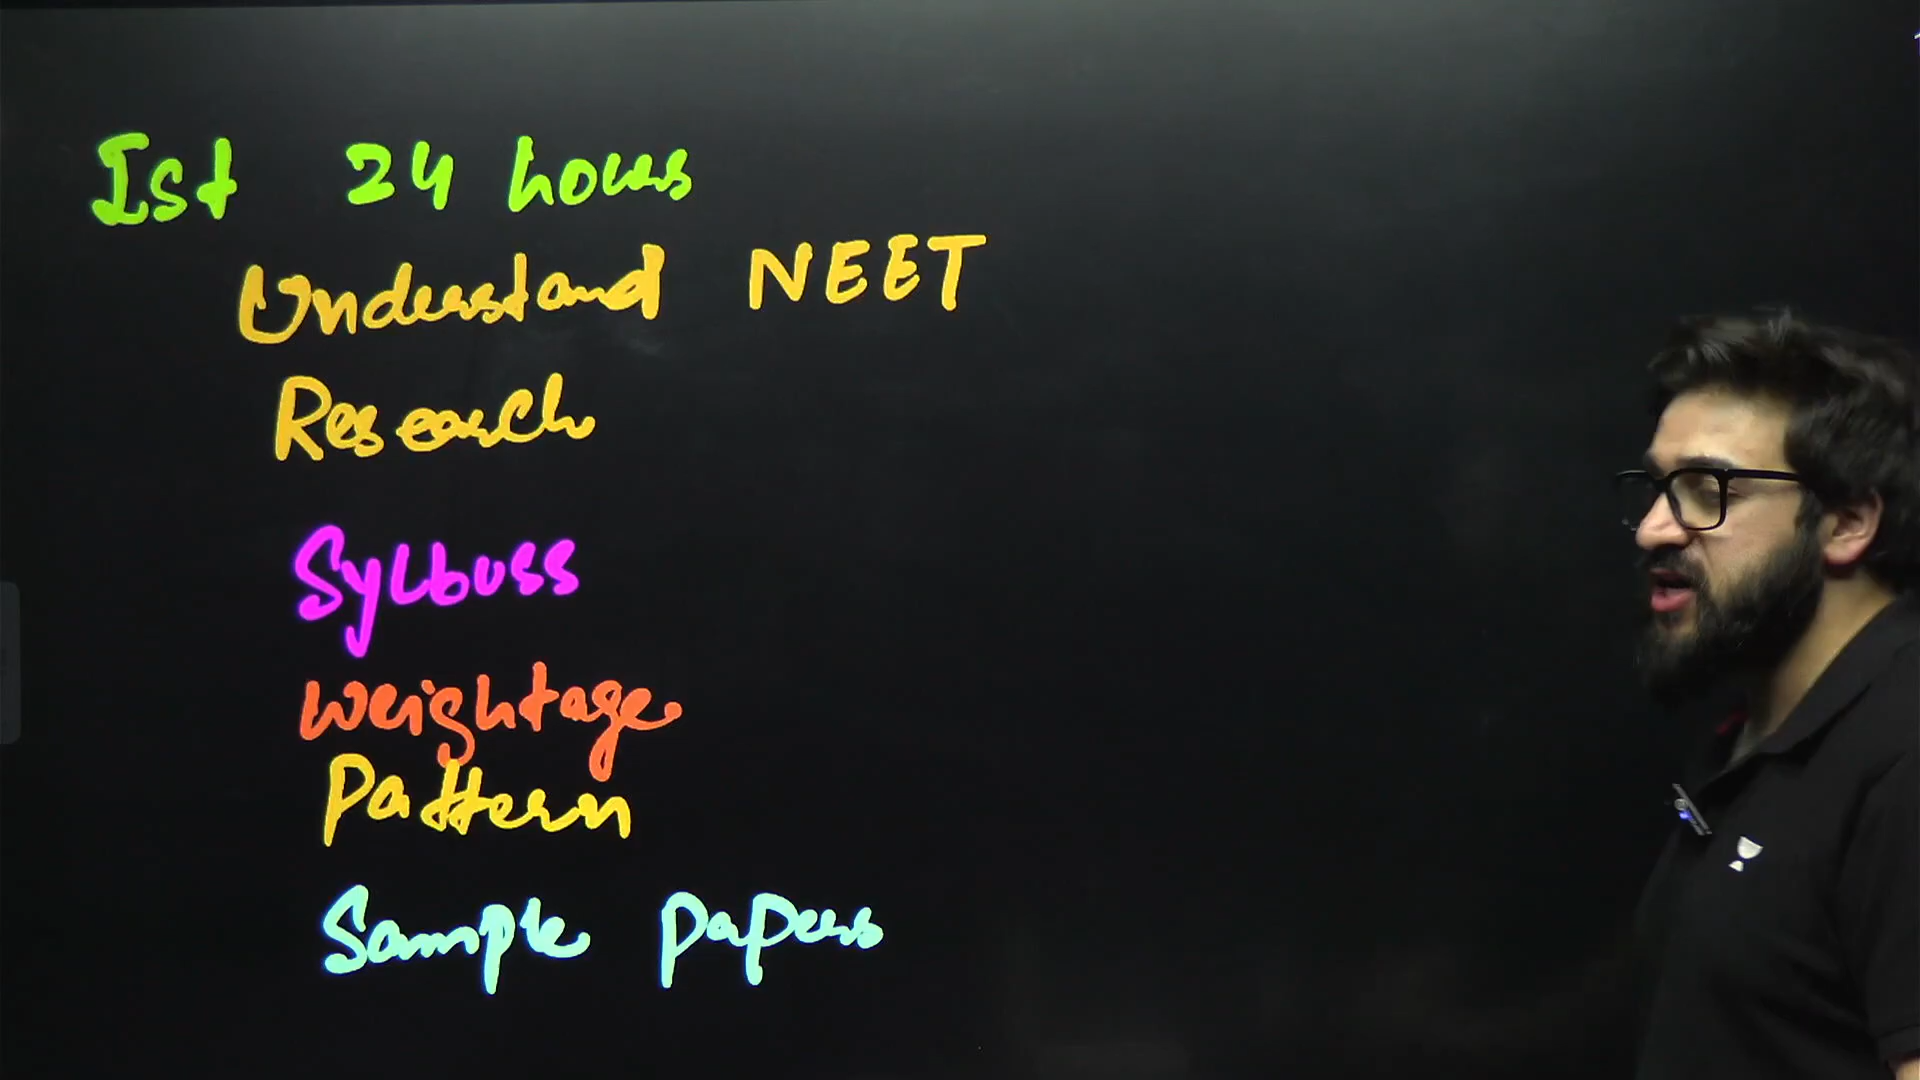 Ist 24 hours
Understand NEET
Research
Sylbuss
Weightage
Pattern
Sample Papers